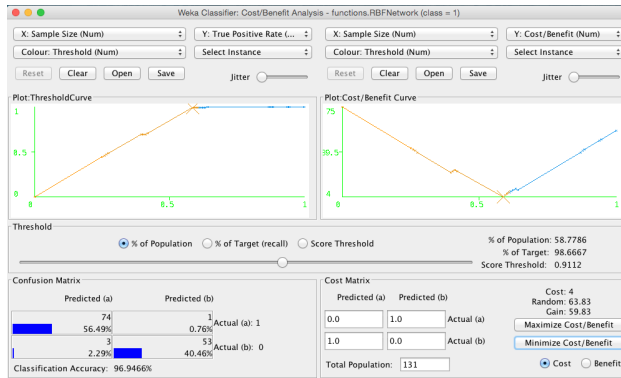 Weka Classifier: Cost/Benefit Analysis - functions.RBFNetwork (class = 1)
X: Sample Size (Num) Y: True Positive Rate (...
Colour: Threshold (Num) Select Instance
Reset Clear Open Save Jitter
X: Sample Size (Num) Y: Cost/Benefit (Num)
Colour: Threshold (Num) Select Instance
Reset Clear Open Save Jitter
Plot:ThresholdCurve
1
0.5
0
0 0.5 1
Plot:Cost/Benefit Curve
75
39.5
4
0 0.5 1
Threshold
% of Population % of Target (recall) Score Threshold
% of Population: 58.7786
% of Target: 98.6667
Score Threshold: 0.9112
Confusion Matrix
Predicted (a) Predicted (b)
74 1
56.49% 0.76%
Actual (a): 1
3 53
2.29% 40.46%
Actual (b): 0
Classification Accuracy: 96.9466%
Cost Matrix
Predicted (a) Predicted (b)
0.0 1.0 Actual (a)
1.0 0.0 Actual (b)
Total Population: 131
Cost: 4
Random: 63.83
Gain: 59.83
Maximize Cost/Benefit
Minimize Cost/Benefit
Cost Benefit